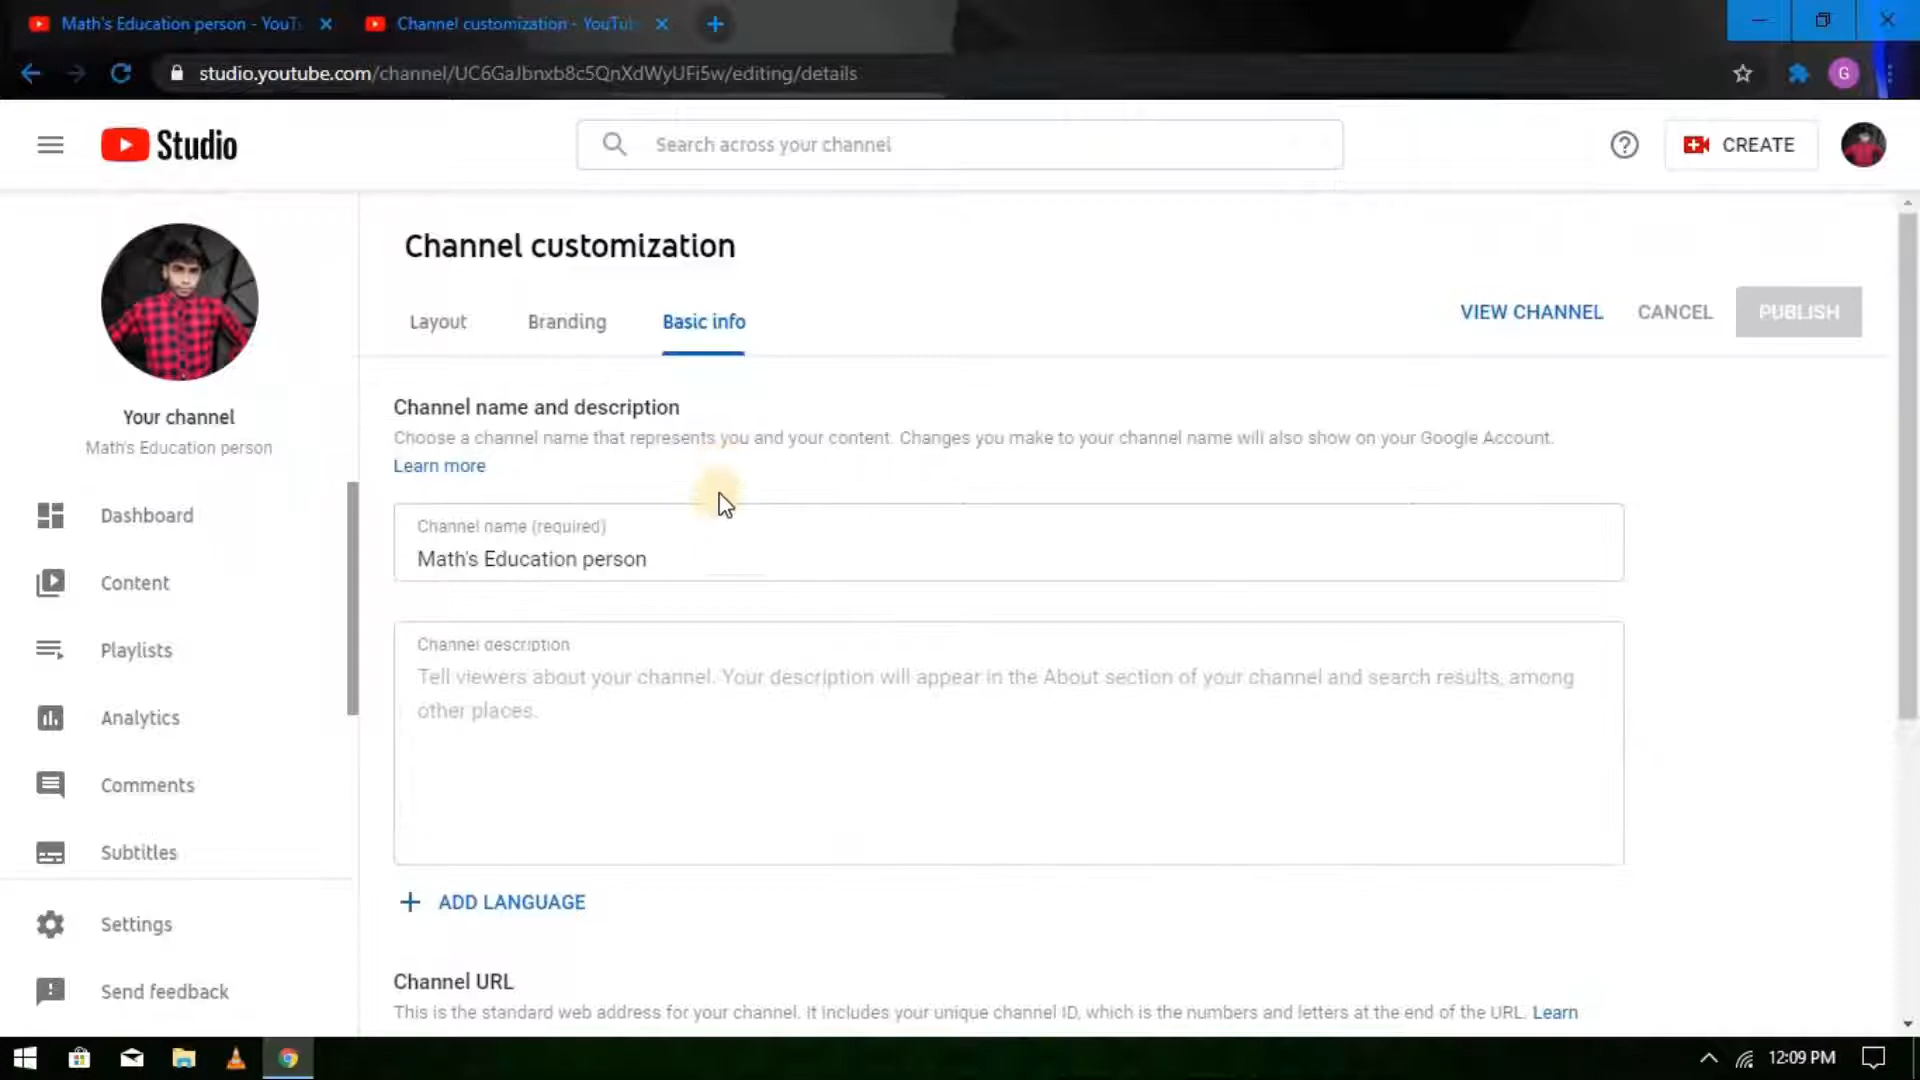 Math's Education person - YouT
Channel customization - YouTu
studio.youtube.com/channel/UC6GaJbnxb8c5QnXdWyUFi5w/editing/details
G
Studio
Search across your channel
CREATE
Channel customization
Layout
Branding
Basic info
VIEW CHANNEL
CANCEL
PUBLISH
Your channel
Math's Education person
Channel name and description
Choose a channel name that represents you and your content. Changes you make to your channel name will also show on your Google Account.
Learn more
Channel name (required)
Math's Education person
Channel description
Tell viewers about your channel. Your description will appear in the About section of your channel and search results, among
other places.
ADD LANGUAGE
Channel URL
This is the standard web address for your channel. It includes your unique channel ID, which is the numbers and letters at the end of the URL. Learn
Dashboard
Content
Playlists
Analytics
Comments
Subtitles
Settings
Send feedback
12:09 PM